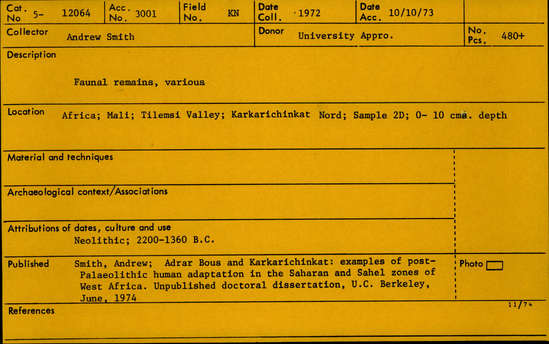 Cat. No 5- 12064 Acc. No. 3001 Field No. KN Date Coll. 1972 Date Acc. 10/10/73
Collector Andrew Smith Donor University Appro. No. Pcs. 480+
Description
Faunal remains, various
Location Africa; Mali; Tilemsi Valley; Karkarichinkat Nord; Sample 2D; 0- 10 cms. depth
Material and techniques
Archaeological context/Associations
Attributions of dates, culture and use
Neolithic; 2200-1360 B.C.
Published Smith, Andrew; Adrar Bous and Karkarichinkat: examples of post- Photo
Palaeolithic human adaptation in the Saharan and Sahel zones of
West Africa. Unpublished doctoral dissertation, U.C. Berkeley,
June, 1974
References 11/74